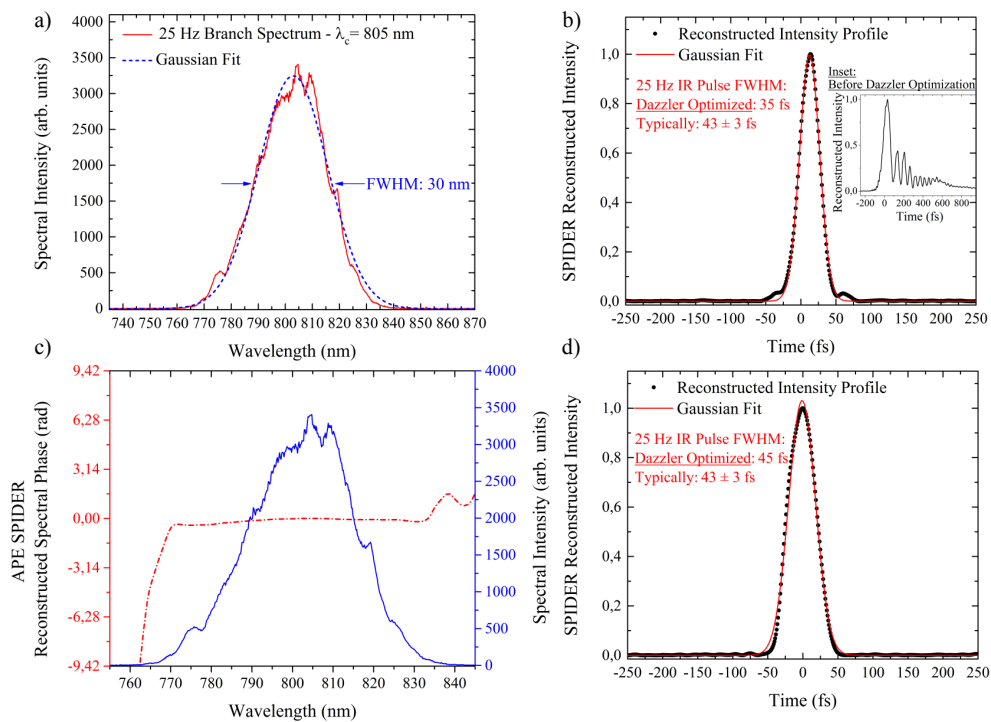 a)
4000
3500
3000
2500
2000
1500
1000
500
0
Spectral Intensity (arb. units)
25 Hz Branch Spectrum - λc= 805 nm
Gaussian Fit
FWHM: 30 nm
740 750 760 770 780 790 800 810 820 830 840 850 860 870
Wavelength (nm)
b)
1,0
0,8
0,6
0,4
0,2
0,0
SPIDER Reconstructed Intensity
Reconstructed Intensity Profile
Gaussian Fit
25 Hz IR Pulse FWHM:
Dazzler Optimized: 35 fs
Typically: 43 ± 3 fs
Inset:
Before Dazzler Optimization
1,0
0,5
0,0
Reconstructed Intensity
-200 0 200 400 600 800
Time (fs)
-250 -200 -150 -100 -50 0 50 100 150 200 250
Time (fs)
c)
9,42
6,28
3,14
0,00
-3,14
-6,28
-9,42
APE SPIDER
Reconstructed Spectral Phase (rad)
4000
3500
3000
2500
2000
1500
1000
500
0
Spectral Intensity (arb. units)
760 770 780 790 800 810 820 830 840
Wavelength (nm)
d)
1,0
0,8
0,6
0,4
0,2
0,0
SPIDER Reconstructed Intensity
Reconstructed Intensity Profile
Gaussian Fit
25 Hz IR Pulse FWHM:
Dazzler Optimized: 45 fs
Typically: 43 ± 3 fs
-250 -200 -150 -100 -50 0 50 100 150 200 250
Time (fs)